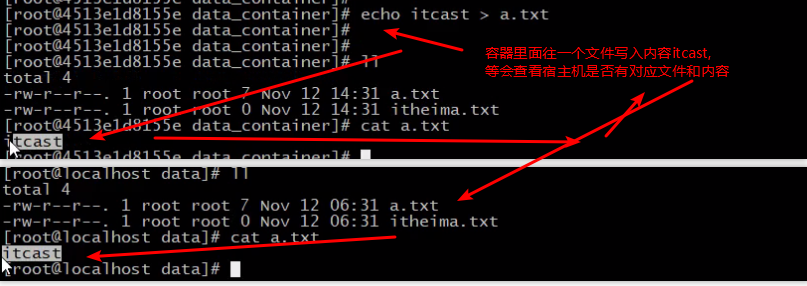 [root@4513e1d8155e data_container]# echo itcast > a.txt
[root@4513e1d8155e data_container]#
[root@4513e1d8155e data_container]#
[root@4513e1d8155e data_container]# ll
容器里面往一个文件写入内容itcast,
等会查看宿主机是否有对应文件和内容
total 4
-rw-r--r--. 1 root root 7 Nov 12 14:31 a.txt
-rw-r--r--. 1 root root 0 Nov 12 14:31 itheima.txt
[root@4513e1d8155e data_container]# cat a.txt
itcast
[root@4513e1d8155e data_container]#
[root@localhost data]# ll
total 4
-rw-r--r--. 1 root root 7 Nov 12 06:31 a.txt
-rw-r--r--. 1 root root 0 Nov 12 06:31 itheima.txt
[root@localhost data]# cat a.txt
itcast
[root@localhost data]#